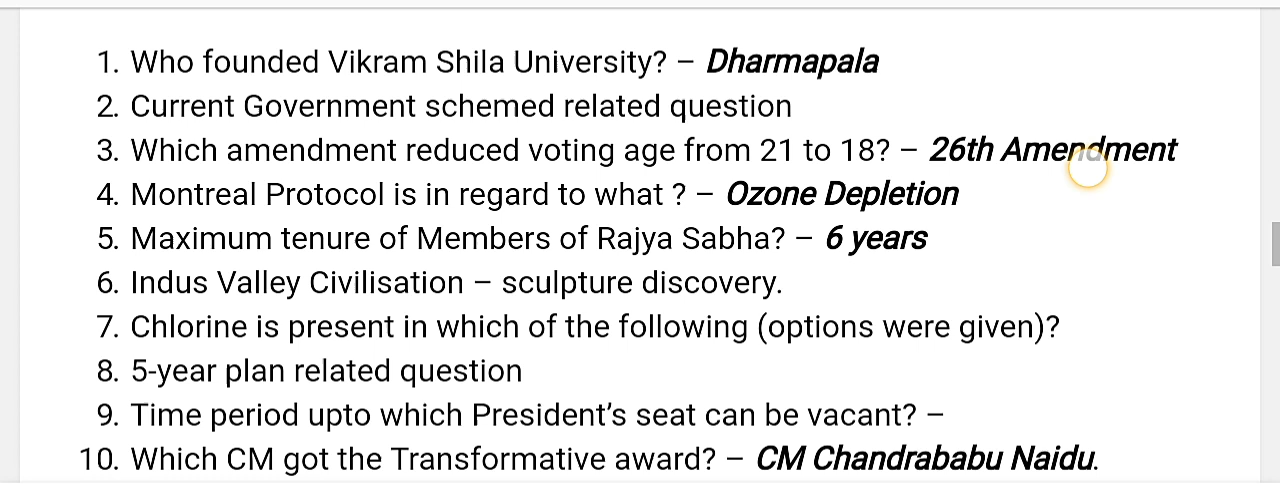 1. Who founded Vikram Shila University? – Dharmapala
2. Current Government schemed related question
3. Which amendment reduced voting age from 21 to 18? – 26th Amendment
4. Montreal Protocol is in regard to what ? – Ozone Depletion
5. Maximum tenure of Members of Rajya Sabha? – 6 years
6. Indus Valley Civilisation – sculpture discovery.
7. Chlorine is present in which of the following (options were given)?
8. 5-year plan related question
9. Time period upto which President’s seat can be vacant? –
10. Which CM got the Transformative award? – CM Chandrababu Naidu.